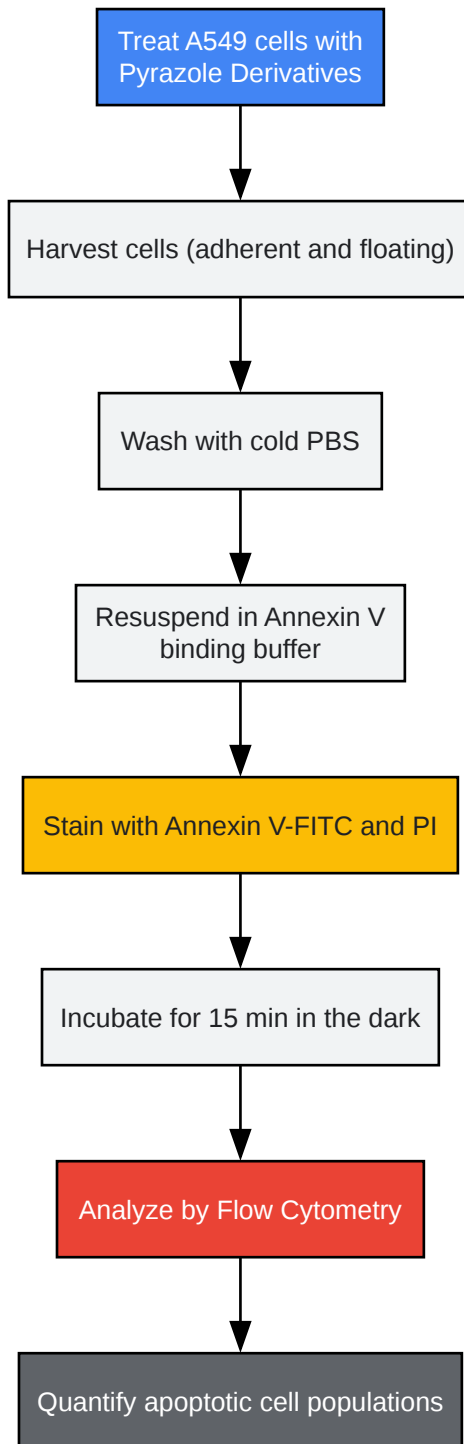 Treat A549 cells with
Pyrazole Derivatives
Harvest cells (adherent and floating)
Wash with cold PBS
Resuspend in Annexin V
binding buffer
Stain with Annexin V-FITC and PI
Incubate for 15 min in the dark
Analyze by Flow Cytometry
Quantify apoptotic cell populations